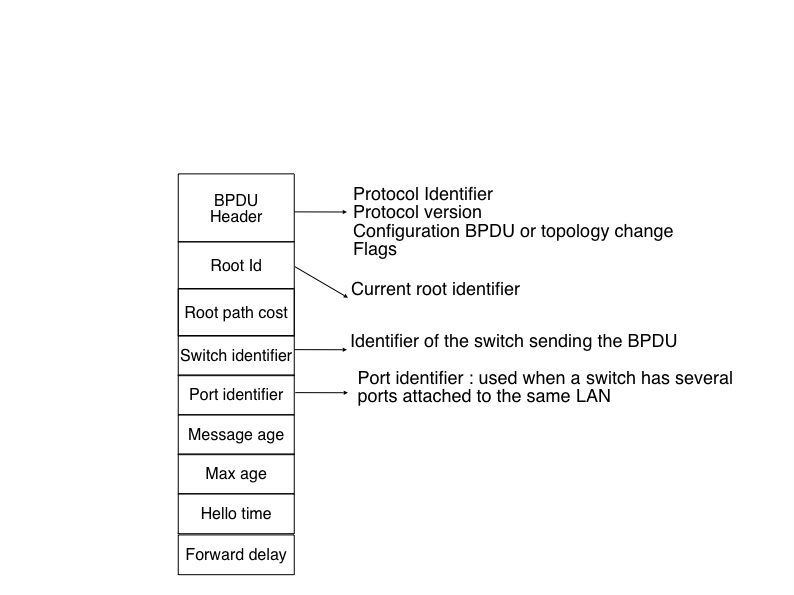 BPDU
Header
Protocol Identifier
Protocol version
Configuration BPDU or topology change
Flags
Root Id
Current root identifier
Root path cost
Switch identifier
Identifier of the switch sending the BPDU
Port identifier
Port identifier : used when a switch has several
ports attached to the same LAN
Message age
Max age
Hello time
Forward delay